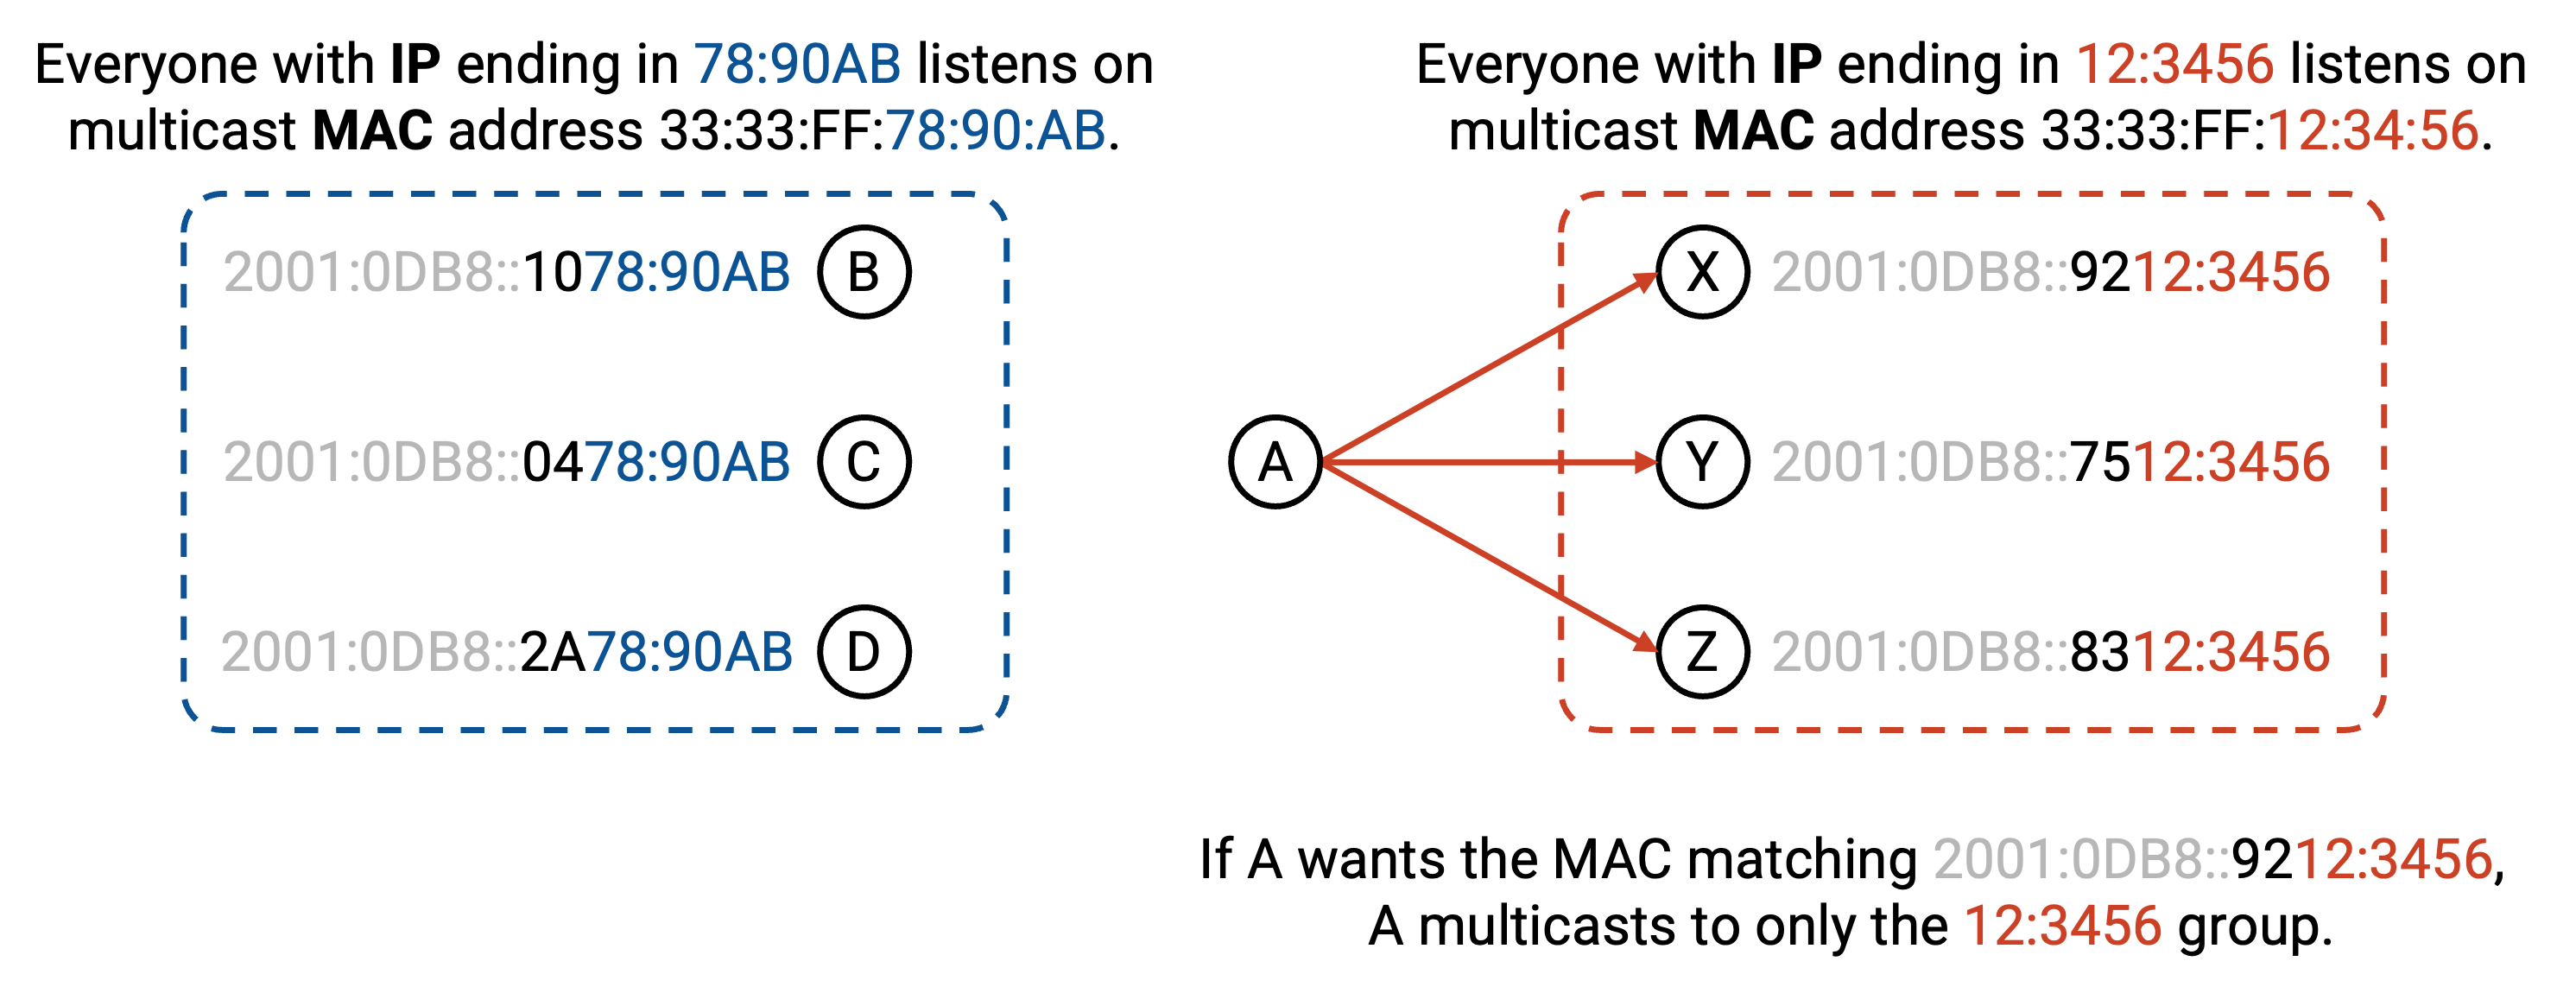 Everyone with IP ending in 78:90AB listens on
multicast MAC address 33:33:FF:78:90:AB.
2001:0DB8::1078:90AB B
2001:0DB8::0478:90AB C
2001:0DB8::2A78:90AB D
Everyone with IP ending in 12:3456 listens on
multicast MAC address 33:33:FF:12:34:56.
A
X 2001:0DB8::9212:3456
Y 2001:0DB8::7512:3456
Z 2001:0DB8::8312:3456
If A wants the MAC matching 2001:0DB8::9212:3456,
A multicasts to only the 12:3456 group.